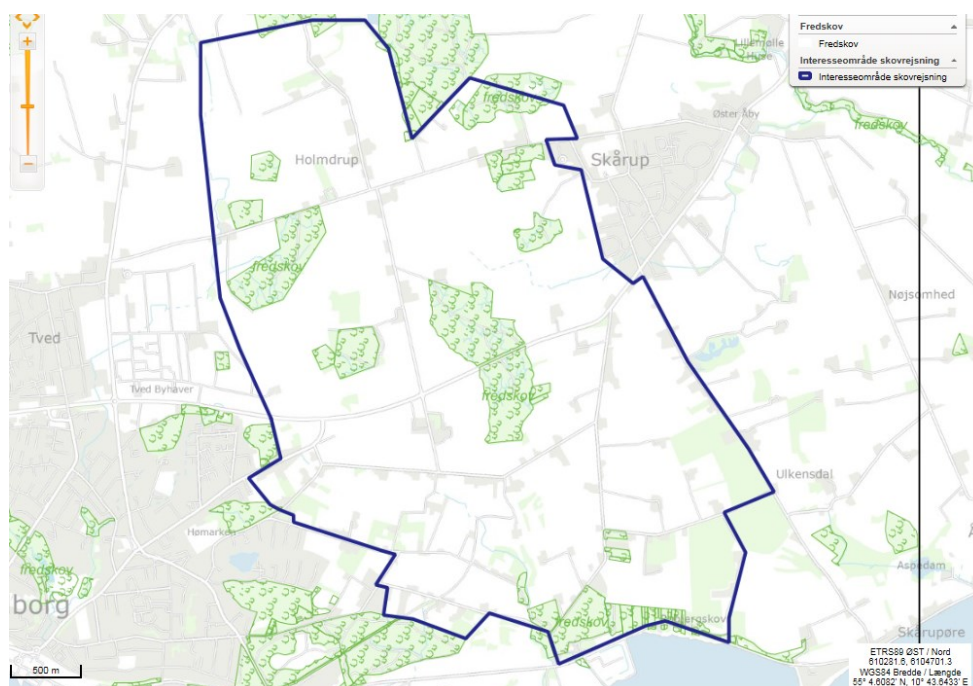 Fredskov
Fredskov
Interesseområde skovrejsning
Interesseområde skovrejsning
Øster Åby
fredskov
fredskov
Holmdrup
Skårup
fredskov
Nøjsomhed
Tved
Tved Byhaver
fredskov
Ulkensdal
Hømarken
fredskov
Aspedam
borg
fredskov
Skårupøre
500 m
ETRS89 ØST / Nord
610281.6, 6104701.3
WGS84 Bredde / Længde
55° 4.6082' N, 10° 43.6433' E